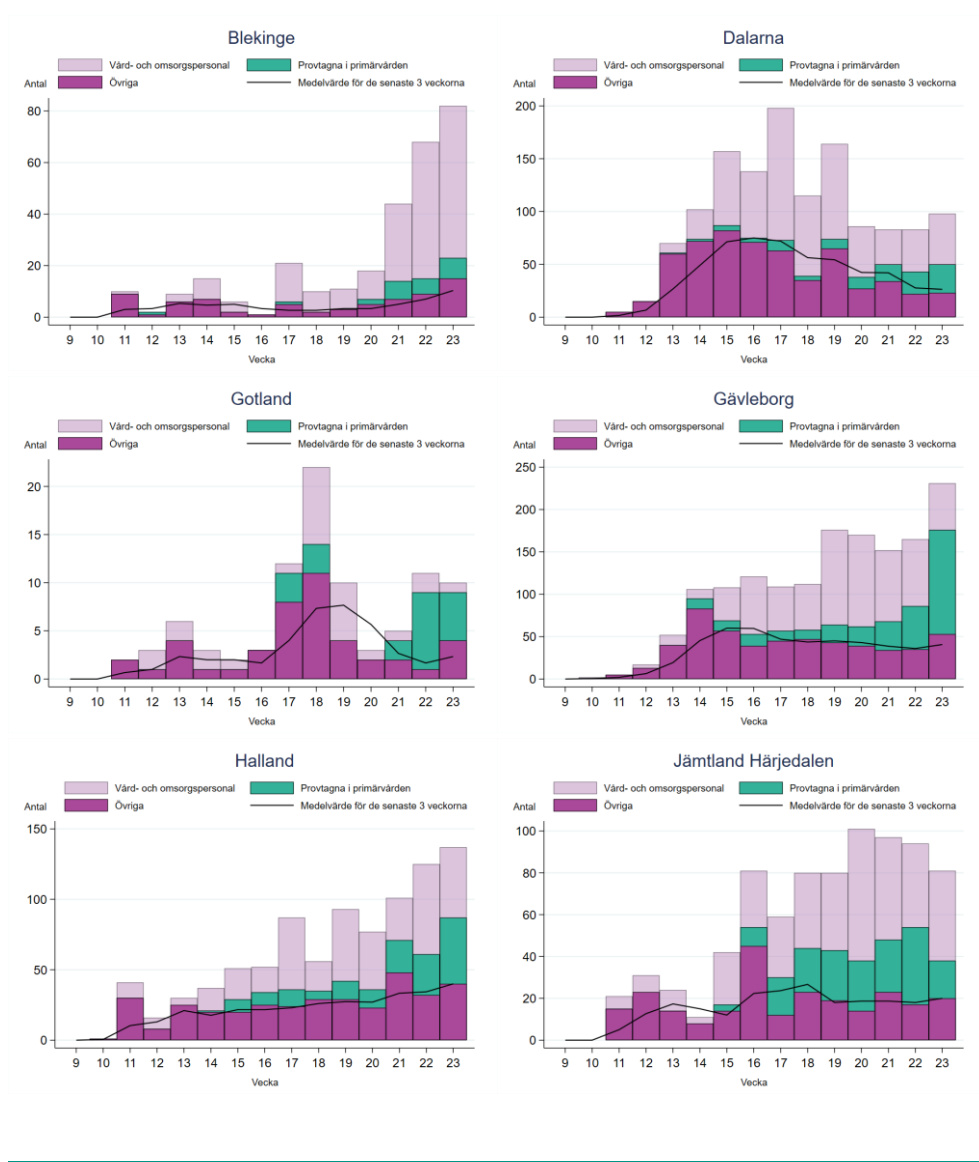 Blekinge
Vård- och omsorgspersonal Provtagna i primärvården
Antal Övriga Medelvärde för de senaste 3 veckorna
80
60
40
20
0
9 10 11 12 13 14 15 16 17 18 19 20 21 22 23
Vecka
Dalarna
Vård- och omsorgspersonal Provtagna i primärvården
Antal Övriga Medelvärde för de senaste 3 veckorna
200
150
100
50
0
9 10 11 12 13 14 15 16 17 18 19 20 21 22 23
Vecka
Gotland
Vård- och omsorgspersonal Provtagna i primärvården
Antal Övriga Medelvärde för de senaste 3 veckorna
20
15
10
5
0
9 10 11 12 13 14 15 16 17 18 19 20 21 22 23
Vecka
Gävleborg
Vård- och omsorgspersonal Provtagna i primärvården
Antal Övriga Medelvärde för de senaste 3 veckorna
250
200
150
100
50
0
9 10 11 12 13 14 15 16 17 18 19 20 21 22 23
Vecka
Halland
Vård- och omsorgspersonal Provtagna i primärvården
Antal Övriga Medelvärde för de senaste 3 veckorna
150
100
50
0
9 10 11 12 13 14 15 16 17 18 19 20 21 22 23
Vecka
Jämtland Härjedalen
Vård- och omsorgspersonal Provtagna i primärvården
Antal Övriga Medelvärde för de senaste 3 veckorna
100
80
60
40
20
0
9 10 11 12 13 14 15 16 17 18 19 20 21 22 23
Vecka